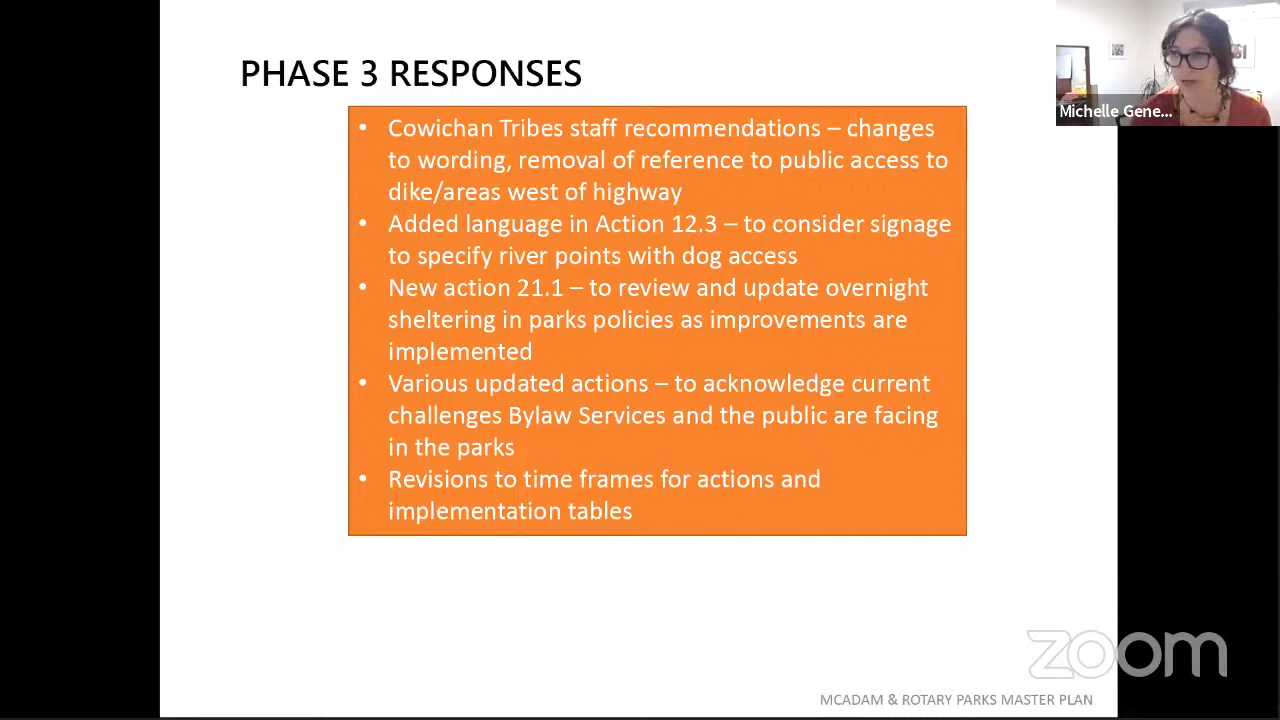 PHASE 3 RESPONSES
• Cowichan Tribes staff recommendations – changes
to wording, removal of reference to public access to
dike/areas west of highway
• Added language in Action 12.3 – to consider signage
to specify river points with dog access
• New action 21.1 – to review and update overnight
sheltering in parks policies as improvements are
implemented
• Various updated actions – to acknowledge current
challenges Bylaw Services and the public are facing
in the parks
• Revisions to time frames for actions and
implementation tables
Michelle Gene...
zoom
MCADAM & ROTARY PARKS MASTER PLAN